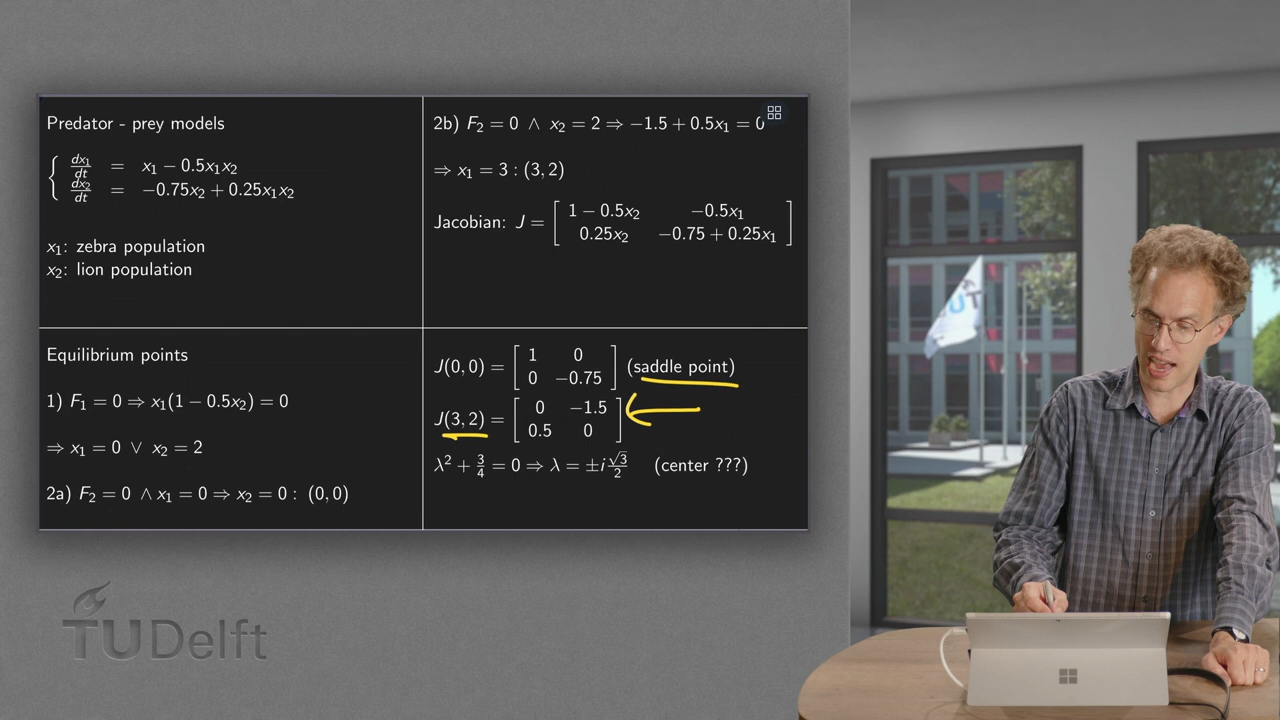 Predator - prey models
{ dx₁/dt = x₁ − 0.5x₁x₂
dx₂/dt = −0.75x₂ + 0.25x₁x₂
x₁: zebra population
x₂: lion population
Equilibrium points
1) F₁ = 0 ⇒ x₁(1 − 0.5x₂) = 0
⇒ x₁ = 0 ∨ x₂ = 2
2a) F₂ = 0 ∧ x₁ = 0 ⇒ x₂ = 0 : (0, 0)
2b) F₂ = 0 ∧ x₂ = 2 ⇒ −1.5 + 0.5x₁ = 0
⇒ x₁ = 3 : (3, 2)
Jacobian: J = [ 1 − 0.5x₂ −0.5x₁
0.25x₂ −0.75 + 0.25x₁ ]
J(0, 0) = [ 1 0
0 −0.75 ] (saddle point)
J(3, 2) = [ 0 −1.5
0.5 0 ]
λ² + 3/4 = 0 ⇒ λ = ±i√3/2 (center ???)
TUDelft
TU